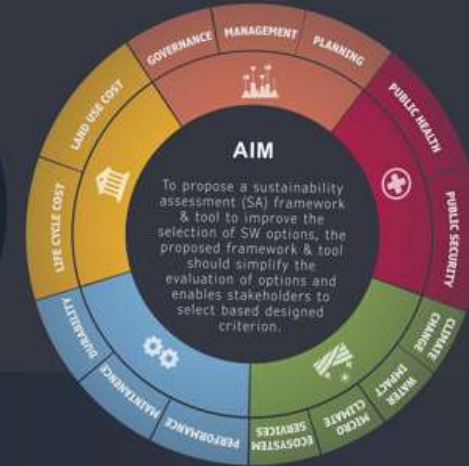 GOVERNANCE
MANAGEMENT
PLANNING
PUBLIC HEALTH
PUBLIC SECURITY
CLIMATE
CHANGE
WATER
IMPACT
MICRO
CLIMATE
ECOSYSTEM
SERVICES
PERFORMANCE
MAINTANENCE
DURABILITY
LIFE CYCLE COST
LAND USE COST
AIM
To propose a sustainability
assessment (SA) framework
& tool to improve the
selection of SW options, the
proposed framework & tool
should simplify the
evaluation of options and
enables stakeholders to
select based designed
criterion.